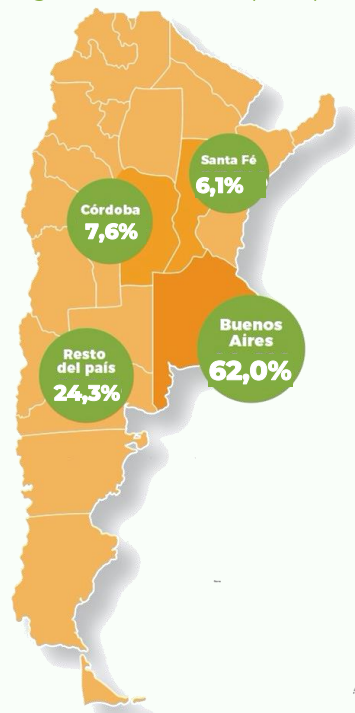 Santa Fé
6,1%
Córdoba
7,6%
Buenos
Aires
62,0%
Resto
del país
24,3%